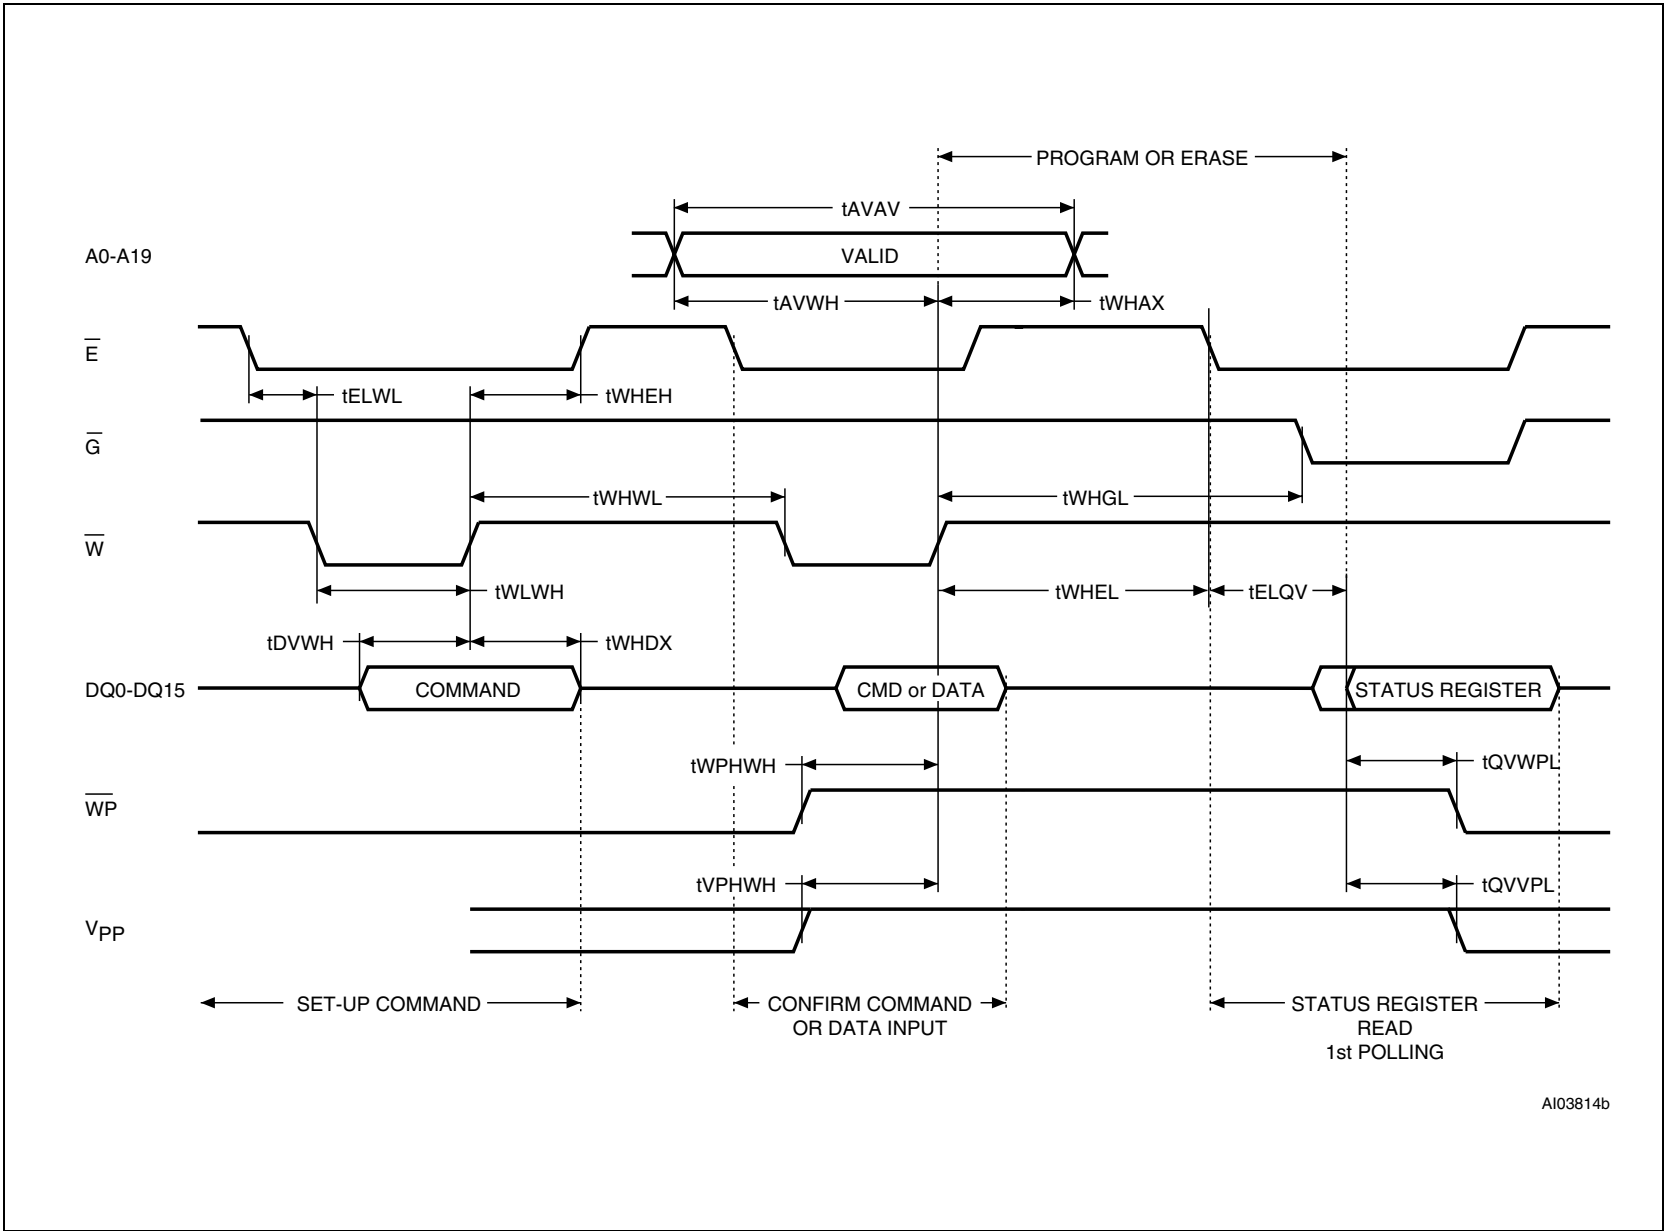 PROGRAM OR ERASE
tAVAV
A0-A19
VALID
tAVWH
tWHAX
E
tELWL
tWHEH
G
tWHWL
tWHGL
W
tWLWH
tWHEL
tELQV
tDVWH
tWHDX
DQ0-DQ15
COMMAND
CMD or DATA
STATUS REGISTER
tWPHWH
tQVWPL
WP
tVPHWH
tQVVPL
VPP
SET-UP COMMAND
CONFIRM COMMAND
OR DATA INPUT
STATUS REGISTER
READ
1st POLLING
AI03814b